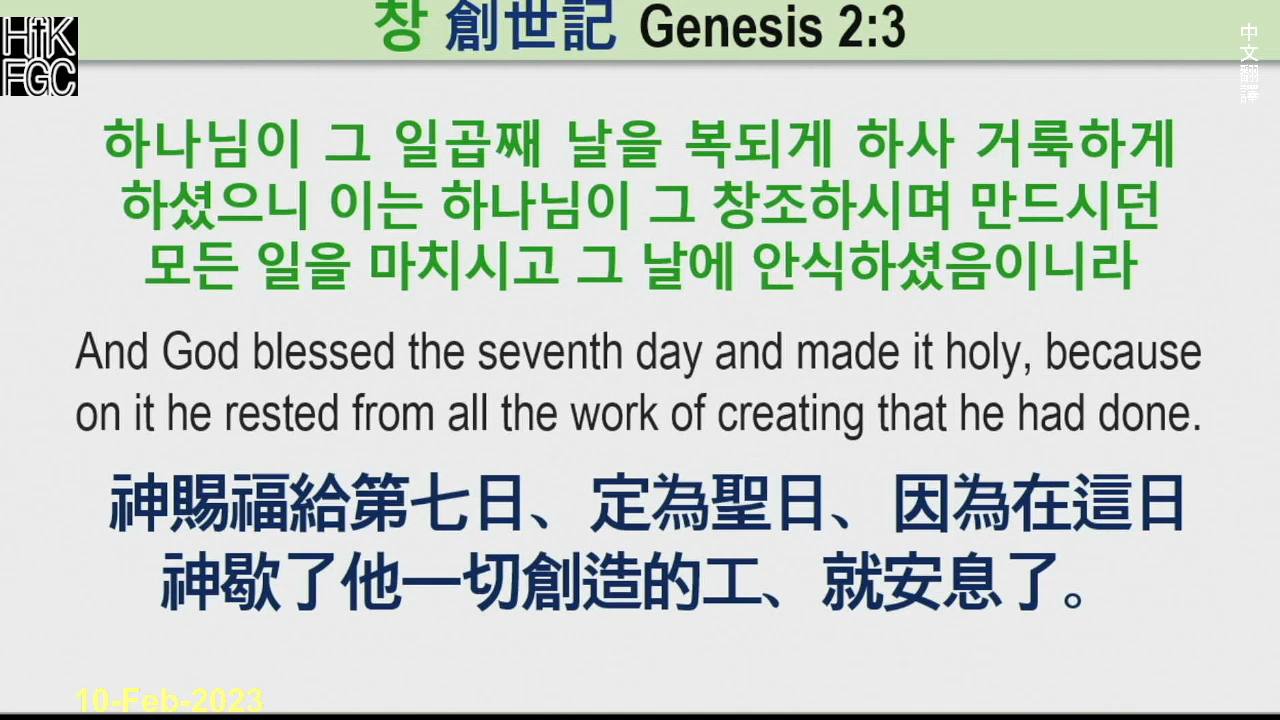 창 創世記 Genesis 2:3
HfK
FGC
中文翻譯
하나님이 그 일곱째 날을 복되게 하사 거룩하게
하셨으니 이는 하나님이 그 창조하시며 만드시던
모든 일을 마치시고 그 날에 안식하셨음이니라
And God blessed the seventh day and made it holy, because
on it he rested from all the work of creating that he had done.
神賜福給第七日、定為聖日、因為在這日
神歇了他一切創造的工、就安息了。
10-Feb-2023